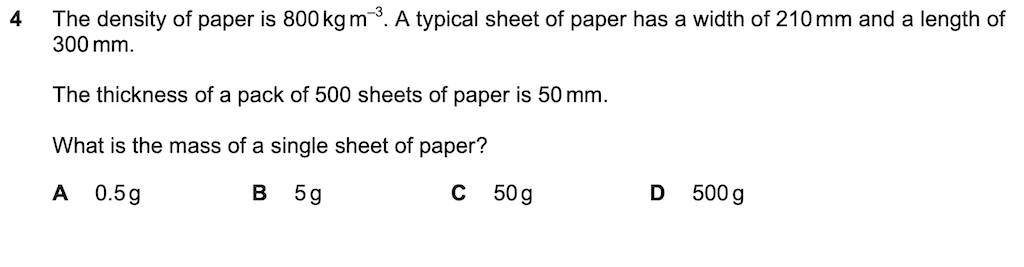 4 The density of paper is 800 kg m⁻³. A typical sheet of paper has a width of 210 mm and a length of
300 mm.
The thickness of a pack of 500 sheets of paper is 50 mm.
What is the mass of a single sheet of paper?
A 0.5 g B 5 g C 50 g D 500 g